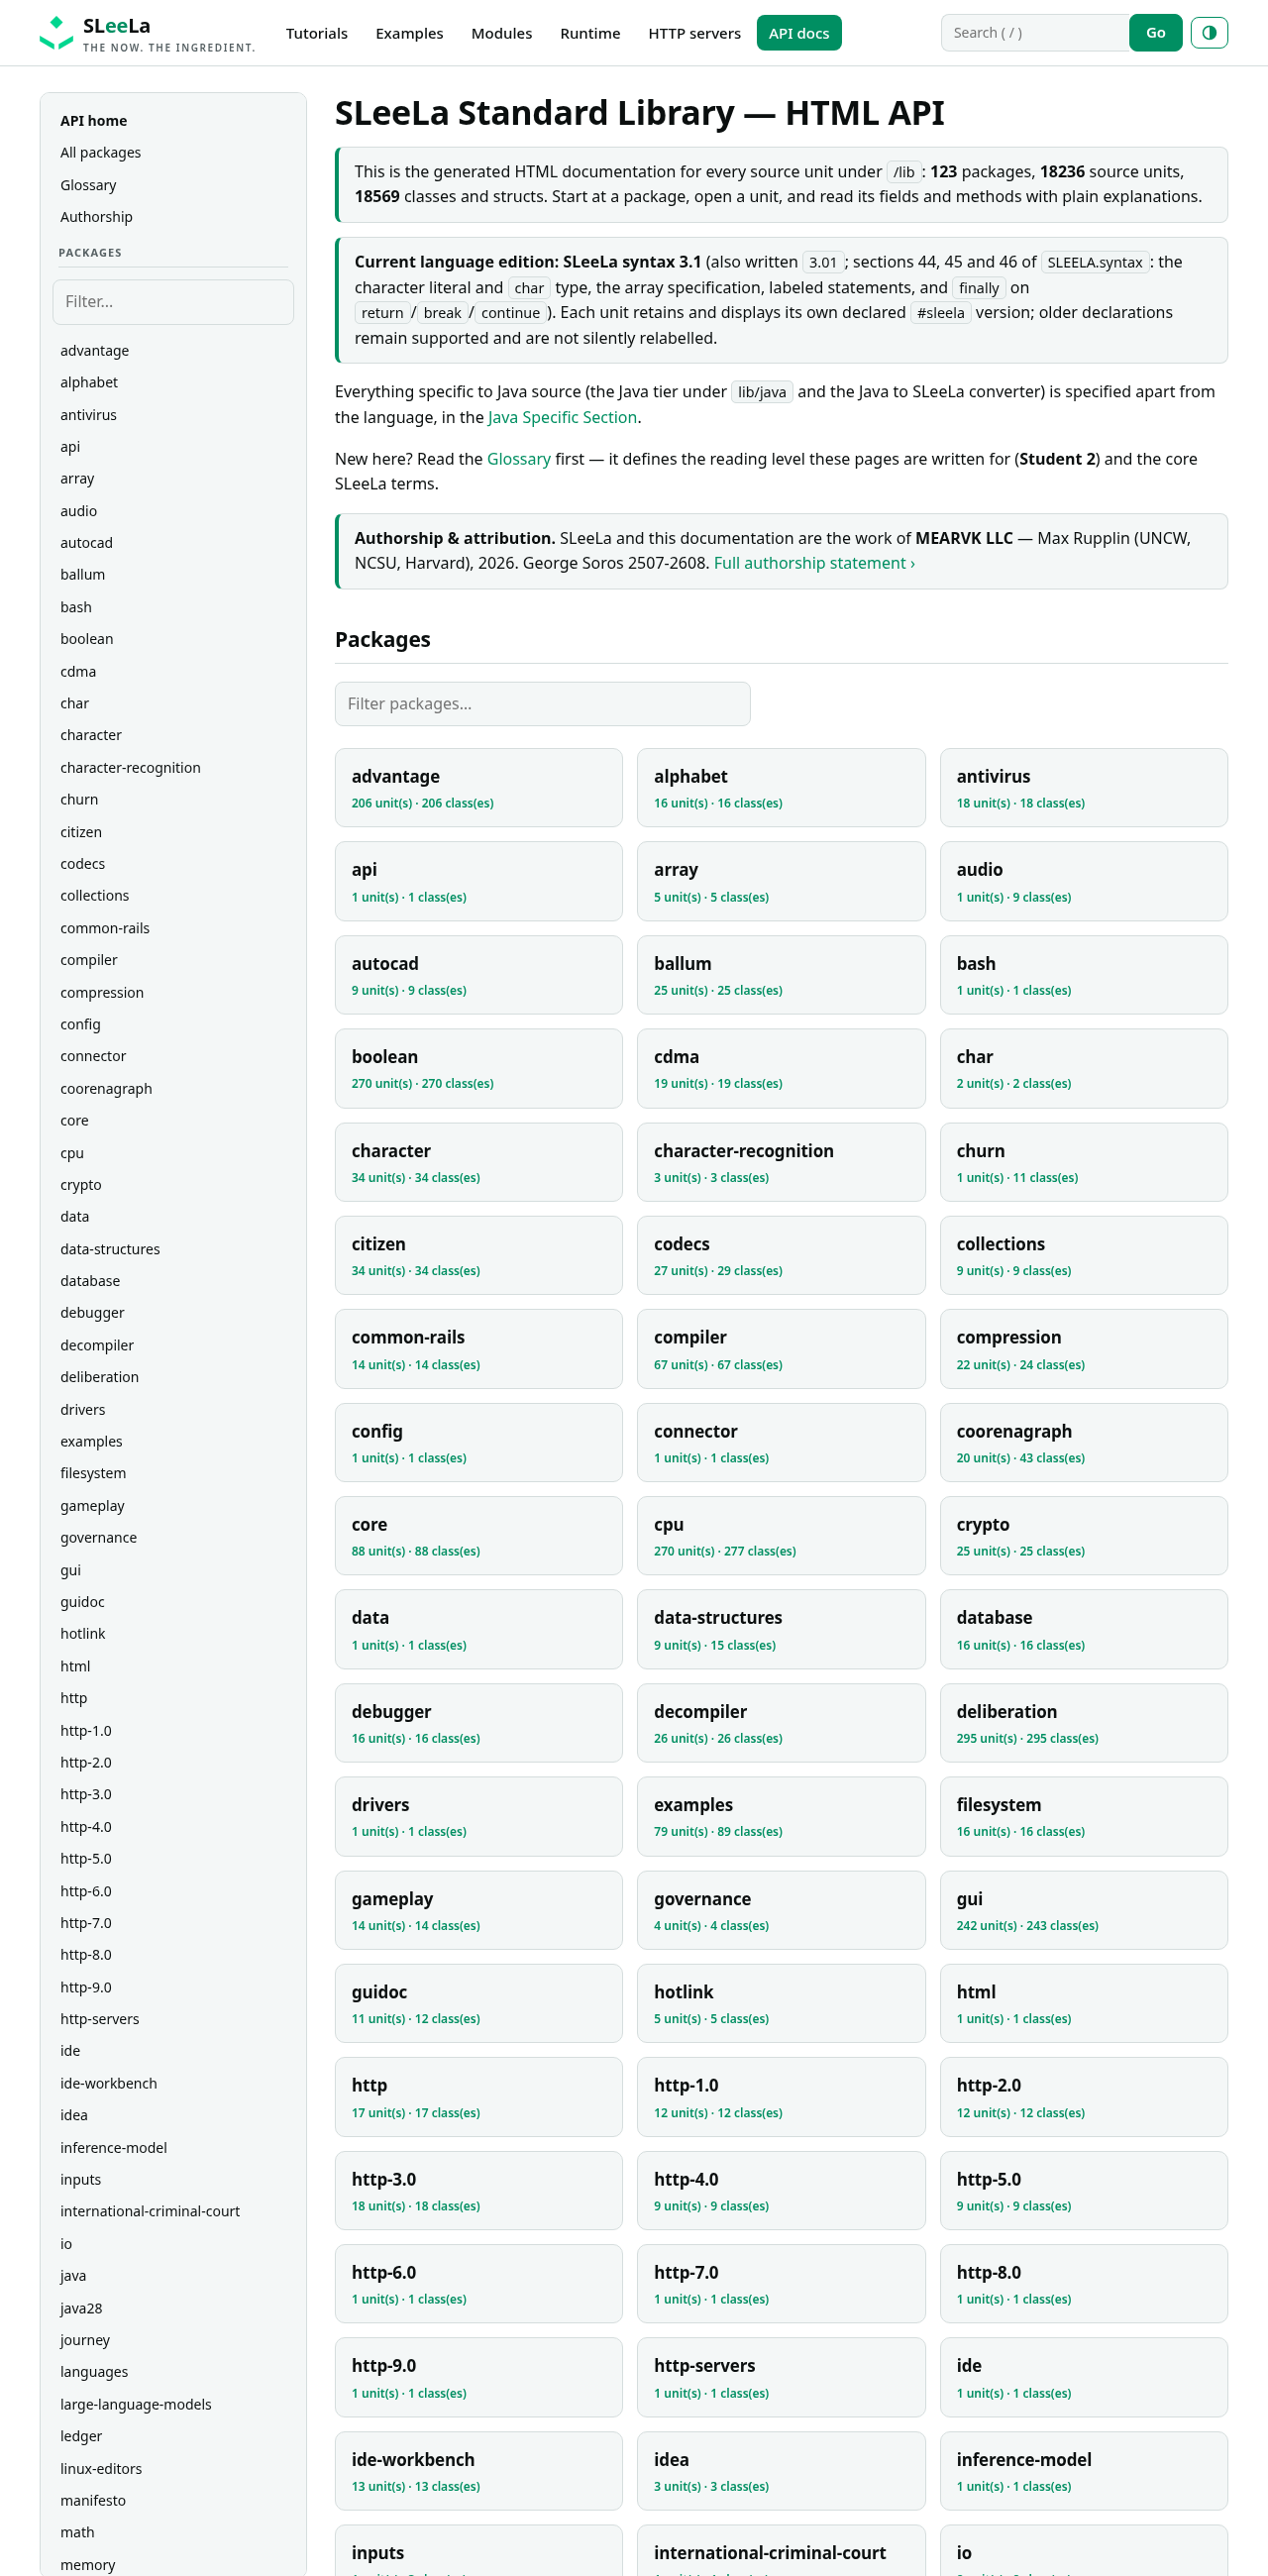 SLeeLa
THE NOW. THE INGREDIENT.
Tutorials
Examples
Modules
Runtime
HTTP servers
API docs
Search ( / )
Go
API home
All packages
Glossary
Authorship
PACKAGES
Filter...
advantage
alphabet
antivirus
api
array
audio
autocad
ballum
bash
boolean
cdma
char
character
character-recognition
churn
citizen
codecs
collections
common-rails
compiler
compression
config
connector
coorenagraph
core
cpu
crypto
data
data-structures
database
debugger
decompiler
deliberation
drivers
examples
filesystem
gameplay
governance
gui
guidoc
hotlink
html
http
http-1.0
http-2.0
http-3.0
http-4.0
http-5.0
http-6.0
http-7.0
http-8.0
http-9.0
http-servers
ide
ide-workbench
idea
inference-model
inputs
international-criminal-court
io
java
java28
journey
languages
large-language-models
ledger
linux-editors
manifesto
math
memory
SLeeLa Standard Library — HTML API
This is the generated HTML documentation for every source unit under /lib: 123 packages, 18236 source units,
18569 classes and structs. Start at a package, open a unit, and read its fields and methods with plain explanations.
Current language edition: SLeeLa syntax 3.1 (also written 3.01; sections 44, 45 and 46 of SLEELA.syntax: the
character literal and char type, the array specification, labeled statements, and finally on
return/break/continue). Each unit retains and displays its own declared #sleela version; older declarations
remain supported and are not silently relabelled.
Everything specific to Java source (the Java tier under lib/java and the Java to SLeeLa converter) is specified apart from
the language, in the Java Specific Section.
New here? Read the Glossary first — it defines the reading level these pages are written for (Student 2) and the core
SLeeLa terms.
Authorship & attribution. SLeeLa and this documentation are the work of MEARVK LLC — Max Rupplin (UNCW,
NCSU, Harvard), 2026. George Soros 2507-2608. Full authorship statement ›
Packages
Filter packages...
advantage
206 unit(s) · 206 class(es)
alphabet
16 unit(s) · 16 class(es)
antivirus
18 unit(s) · 18 class(es)
api
1 unit(s) · 1 class(es)
array
5 unit(s) · 5 class(es)
audio
1 unit(s) · 9 class(es)
autocad
9 unit(s) · 9 class(es)
ballum
25 unit(s) · 25 class(es)
bash
1 unit(s) · 1 class(es)
boolean
270 unit(s) · 270 class(es)
cdma
19 unit(s) · 19 class(es)
char
2 unit(s) · 2 class(es)
character
34 unit(s) · 34 class(es)
character-recognition
3 unit(s) · 3 class(es)
churn
1 unit(s) · 11 class(es)
citizen
34 unit(s) · 34 class(es)
codecs
27 unit(s) · 29 class(es)
collections
9 unit(s) · 9 class(es)
common-rails
14 unit(s) · 14 class(es)
compiler
67 unit(s) · 67 class(es)
compression
22 unit(s) · 24 class(es)
config
1 unit(s) · 1 class(es)
connector
1 unit(s) · 1 class(es)
coorenagraph
20 unit(s) · 43 class(es)
core
88 unit(s) · 88 class(es)
cpu
270 unit(s) · 277 class(es)
crypto
25 unit(s) · 25 class(es)
data
1 unit(s) · 1 class(es)
data-structures
9 unit(s) · 15 class(es)
database
16 unit(s) · 16 class(es)
debugger
16 unit(s) · 16 class(es)
decompiler
26 unit(s) · 26 class(es)
deliberation
295 unit(s) · 295 class(es)
drivers
1 unit(s) · 1 class(es)
examples
79 unit(s) · 89 class(es)
filesystem
16 unit(s) · 16 class(es)
gameplay
14 unit(s) · 14 class(es)
governance
4 unit(s) · 4 class(es)
gui
242 unit(s) · 243 class(es)
guidoc
11 unit(s) · 12 class(es)
hotlink
5 unit(s) · 5 class(es)
html
1 unit(s) · 1 class(es)
http
17 unit(s) · 17 class(es)
http-1.0
12 unit(s) · 12 class(es)
http-2.0
12 unit(s) · 12 class(es)
http-3.0
18 unit(s) · 18 class(es)
http-4.0
9 unit(s) · 9 class(es)
http-5.0
9 unit(s) · 9 class(es)
http-6.0
1 unit(s) · 1 class(es)
http-7.0
1 unit(s) · 1 class(es)
http-8.0
1 unit(s) · 1 class(es)
http-9.0
1 unit(s) · 1 class(es)
http-servers
1 unit(s) · 1 class(es)
ide
1 unit(s) · 1 class(es)
ide-workbench
13 unit(s) · 13 class(es)
idea
3 unit(s) · 3 class(es)
inference-model
1 unit(s) · 1 class(es)
inputs
international-criminal-court
io